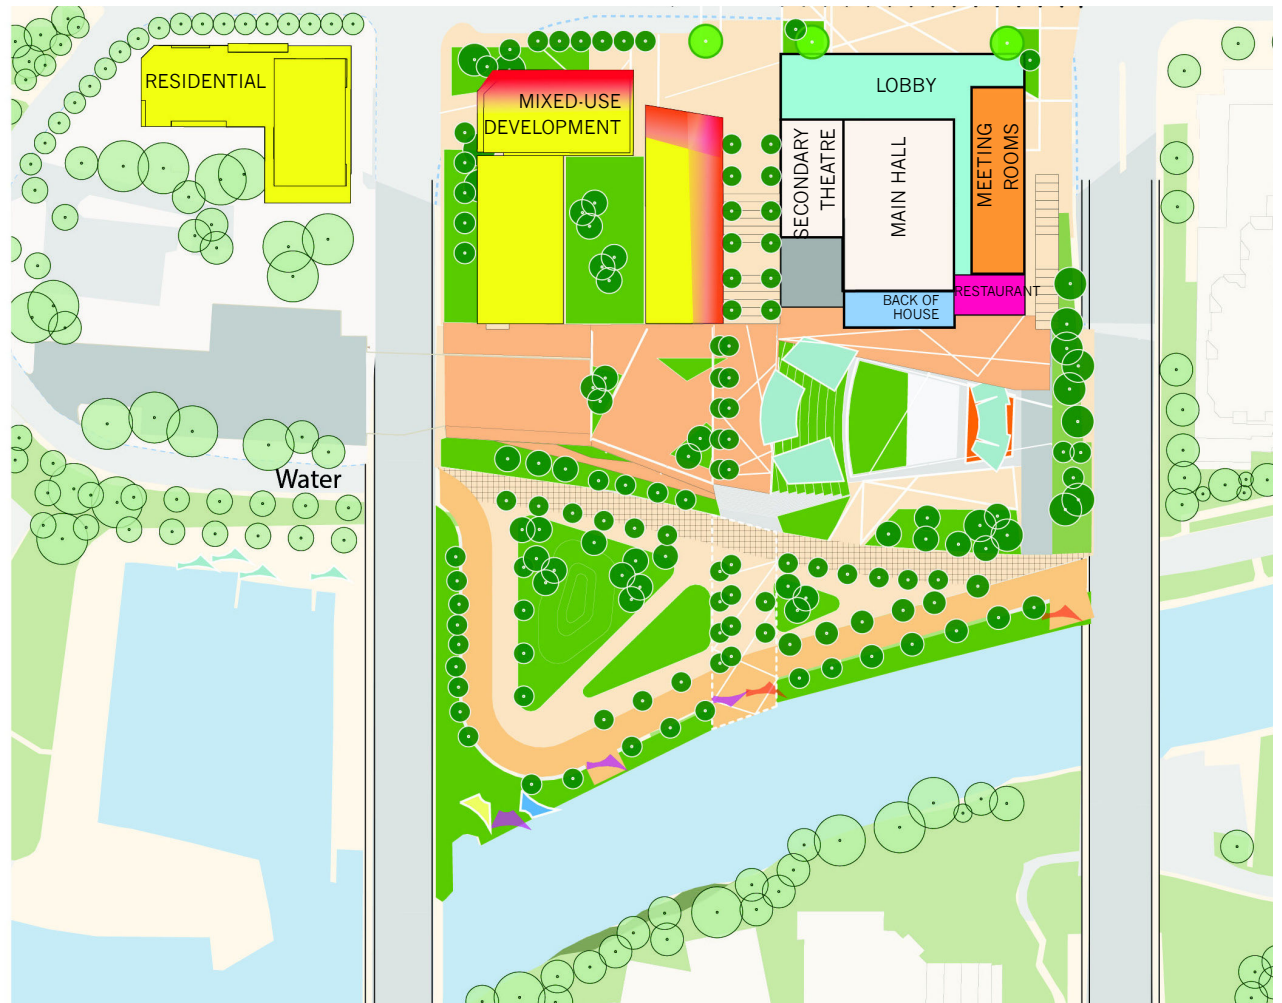 RESIDENTIAL
MIXED-USE
DEVELOPMENT
LOBBY
SECONDARY
THEATRE
MAIN HALL
MEETING
ROOMS
RESTAURANT
BACK OF
HOUSE
Water